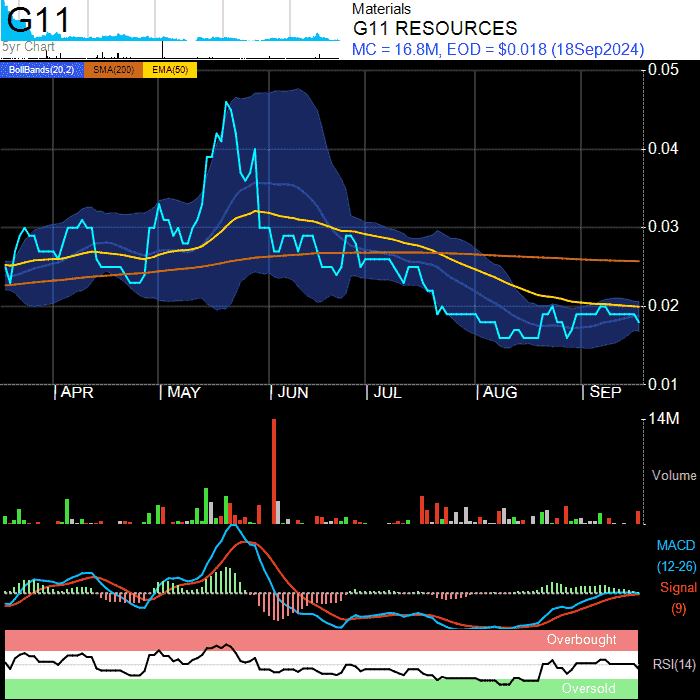 G11
5yr Chart
Materials
G11 RESOURCES
MC = 16.8M, EOD = $0.018 (18Sep2024)
BollBands(20,2) SMA(200) EMA(50)
0.05
0.04
0.03
0.02
0.01
APR MAY JUN JUL AUG SEP
14M
Volume
MACD
(12-26)
Signal
(9)
Overbought
RSI(14)
Oversold